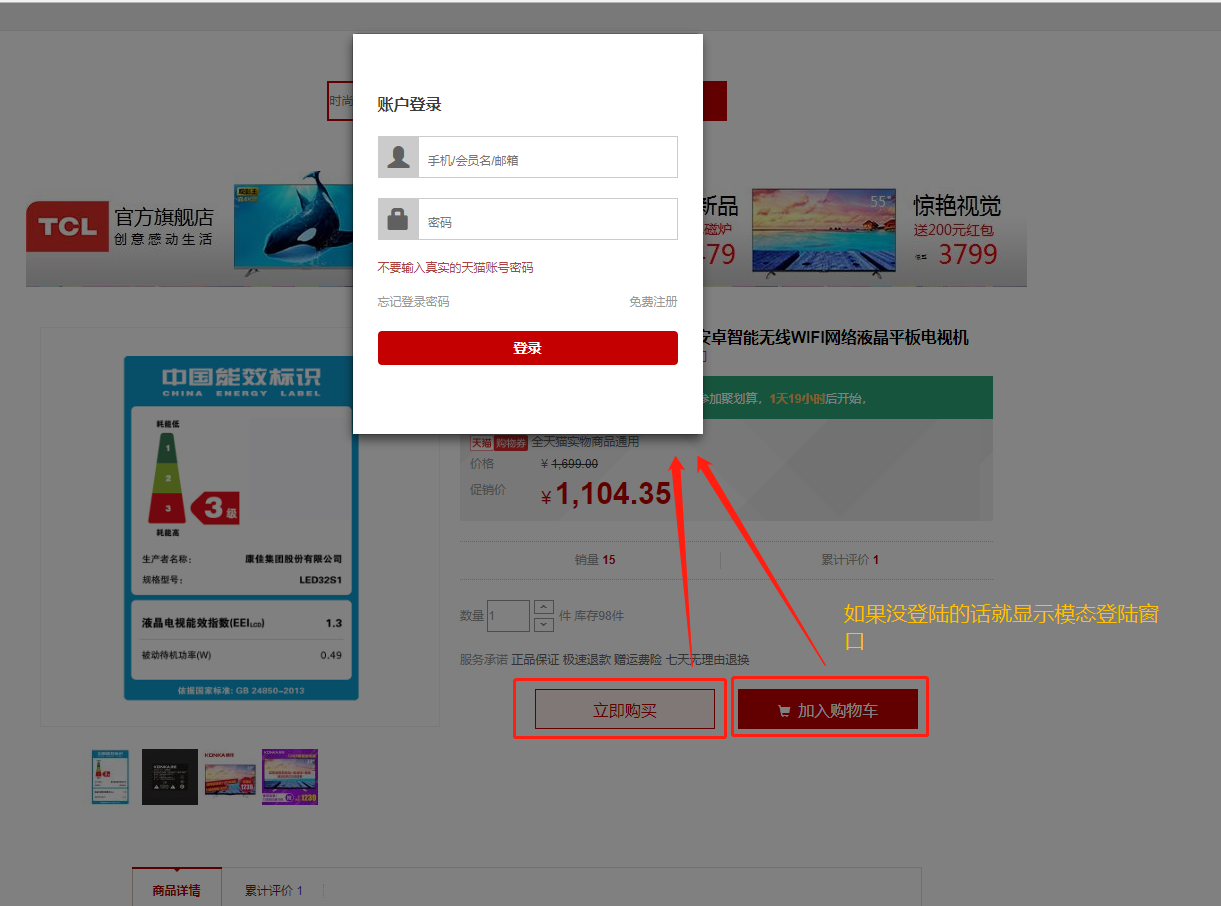 账户登录
时尚
手机/会员名/邮箱
密码
不要输入真实的天猫账号密码
忘记登录密码
免费注册
登录
TCL
官方旗舰店
创意感动生活
新品
磁炉
79
55"
惊艳视觉
送200元红包
3799
安卓智能无线WIFI网络液晶平板电视机
参加聚划算，1天19小时后开始，
天猫 购物券 全天猫实物商品通用
价格 ¥ 1,699.00
促销价 ¥ 1,104.35
销量 15
累计评价 1
数量 1 件 库存98件
服务承诺 正品保证 极速退款 赠运费险 七天无理由退换
立即购买
加入购物车
如果没登陆的话就显示模态登陆窗
口
中国能效标识
CHINA ENERGY LABEL
耗能低
1
2
3
3级
耗能高
生产者名称: 康佳集团股份有限公司
规格型号: LED32S1
液晶电视能效指数(EEILCD) 1.3
被动待机功率(W) 0.49
依据国家标准: GB 24850-2013
商品详情
累计评价 1